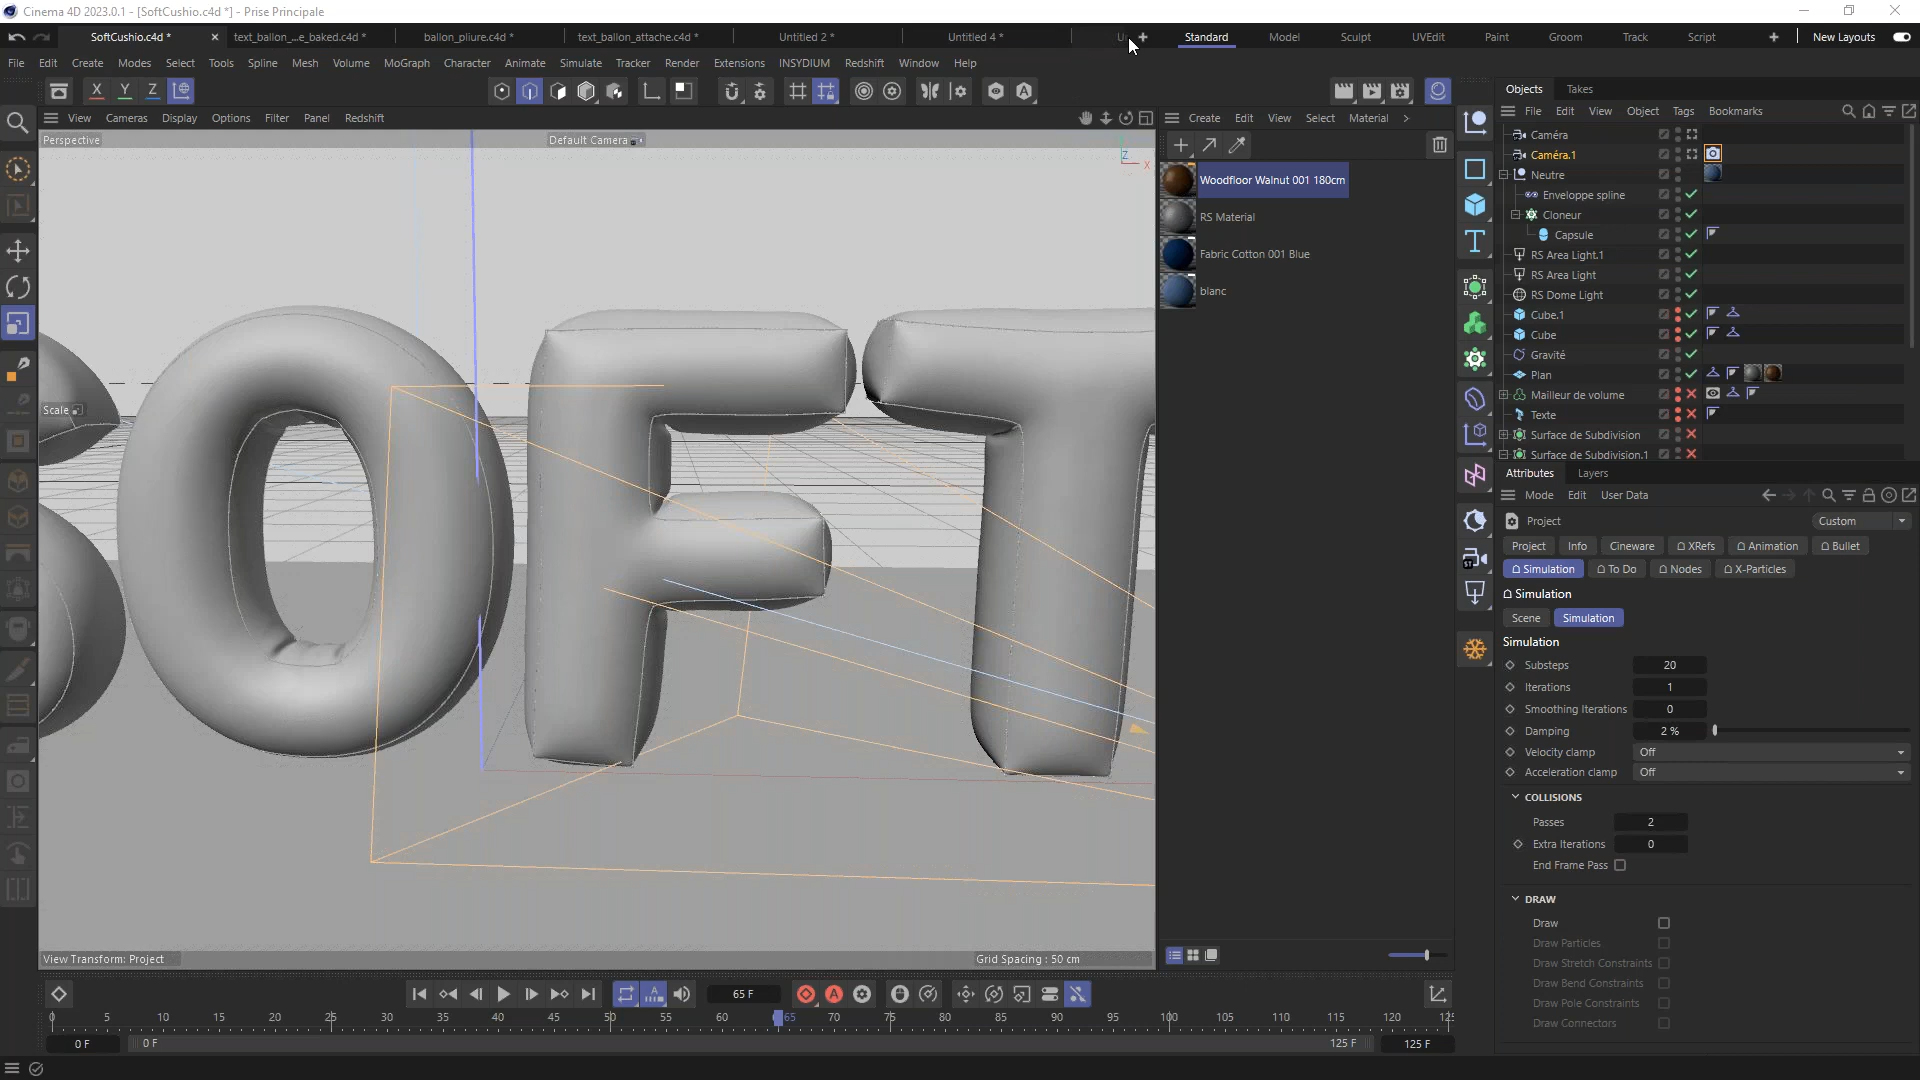 Cinema 4D 2023.0.1 - [SoftCushio.c4d *] - Prise Principale
SoftCushio.c4d *
text_ballon_...e_baked.c4d *
ballon_pliure.c4d *
text_ballon_attache.c4d *
Untitled 2 *
Untitled 4 *
Standard
Model
Sculpt
UVEdit
Paint
Groom
Track
Script
New Layouts
File Edit Create Modes Select Tools Spline Mesh Volume MoGraph Character Animate Simulate Tracker Render Extensions INSYDIUM Redshift Window Help
X Y Z
View Cameras Display Options Filter Panel Redshift
Perspective
Default Camera
Z
X
Scale
OFT
View Transform: Project
Grid Spacing : 50 cm
Create Edit View Select Material
Woodfloor Walnut 001 180cm
RS Material
Fabric Cotton 001 Blue
blanc
Objects Takes
File Edit View Object Tags Bookmarks
Caméra
Caméra.1
Neutre
Enveloppe spline
Cloneur
Capsule
RS Area Light.1
RS Area Light
RS Dome Light
Cube.1
Cube
Gravité
Plan
Mailleur de volume
Texte
Surface de Subdivision
Surface de Subdivision.1
Attributes Layers
Mode Edit User Data
Project
Custom
Project Info Cineware XRefs Animation Bullet
Simulation To Do Nodes X-Particles
Simulation
Scene Simulation
Simulation
Substeps 20
Iterations 1
Smoothing Iterations 0
Damping 2 %
Velocity clamp Off
Acceleration clamp Off
COLLISIONS
Passes 2
Extra Iterations 0
End Frame Pass
DRAW
Draw
Draw Particles
Draw Stretch Constraints
Draw Bend Constraints
Draw Pole Constraints
Draw Connectors
65 F
0 5 10 15 20 25 30 35 40 45 50 55 60 65 70 75 80 85 90 95 100 105 110 115 120 125
0 F
0 F
125 F
125 F